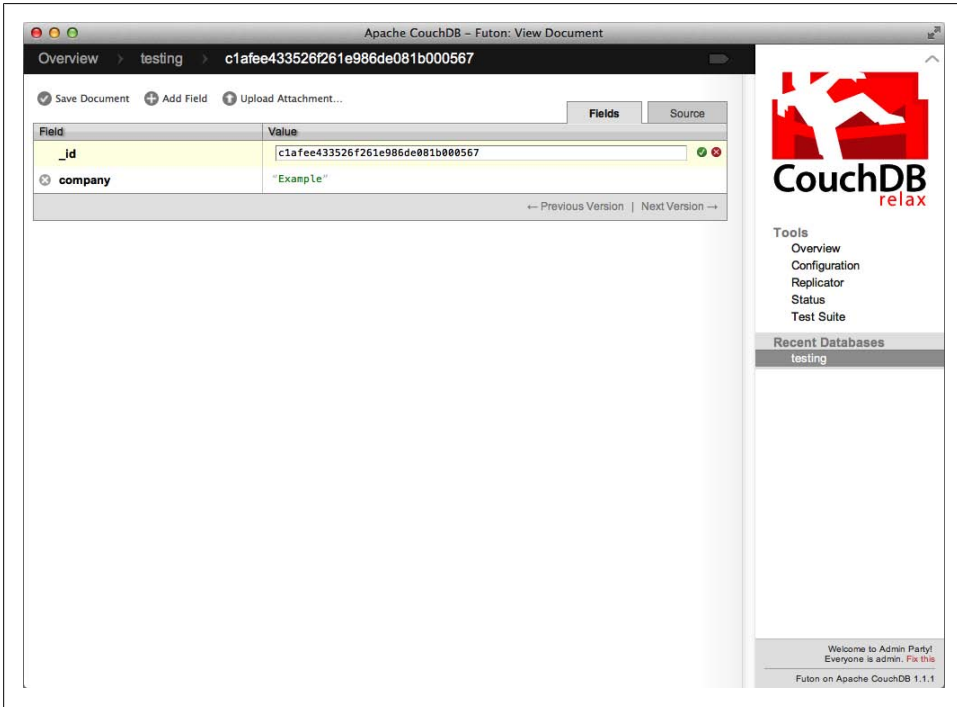 Apache CouchDB – Futon: View Document
Overview testing c1afee433526f261e986de081b000567
Save Document Add Field Upload Attachment...
Fields Source
Field Value
_id c1afee433526f261e986de081b000567
company "Example"
← Previous Version | Next Version →
CouchDB
relax
Tools
Overview
Configuration
Replicator
Status
Test Suite
Recent Databases
testing
Welcome to Admin Party!
Everyone is admin. Fix this
Futon on Apache CouchDB 1.1.1